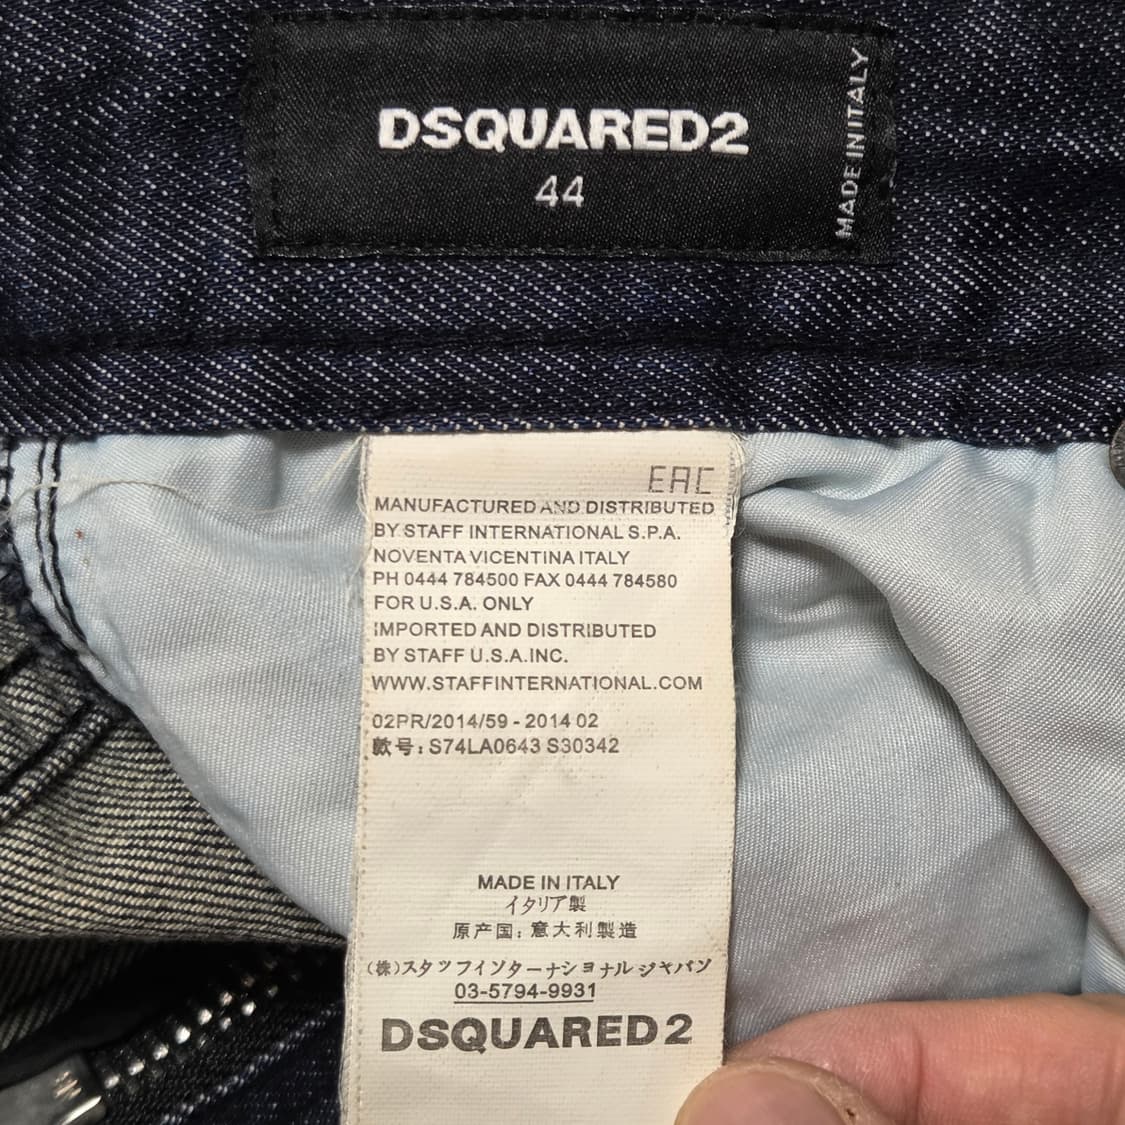 DSQUARED2
44
MADE IN ITALY
EAC
MANUFACTURED AND DISTRIBUTED
BY STAFF INTERNATIONAL S.P.A.
NOVENTA VICENTINA ITALY
PH 0444 784500 FAX 0444 784580
FOR U.S.A. ONLY
IMPORTED AND DISTRIBUTED
BY STAFF U.S.A.INC.
WWW.STAFFINTERNATIONAL.COM
02PR/2014/59 - 2014 02
款号: S74LA0643 S30342
MADE IN ITALY
イタリア製
原产国: 意大利製造
(株)スタッフインターナショナルジャパン
03-5794-9931
DSQUARED2